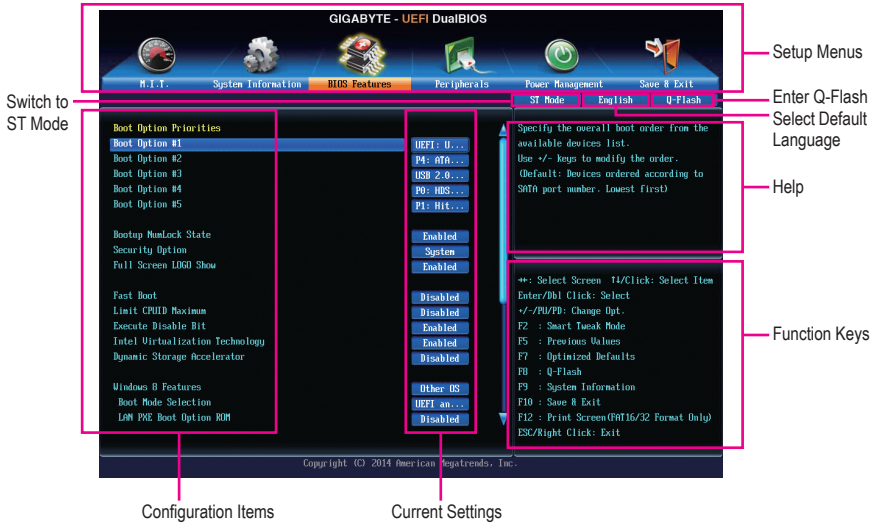 GIGABYTE - UEFI DualBIOS
M.I.T.
System Information
BIOS Features
Peripherals
Power Management
Save & Exit
Setup Menus
Switch to
ST Mode
ST Mode
English
Q-Flash
Enter Q-Flash
Select Default
Language
Boot Option Priorities
Boot Option #1 UEFI: U...
Boot Option #2 P4: ATA...
Boot Option #3 USB 2.0...
Boot Option #4 P0: HDS...
Boot Option #5 P1: Hit...
Bootup NumLock State Enabled
Security Option System
Full Screen LOGO Show Enabled
Fast Boot Disabled
Limit CPUID Maximum Disabled
Execute Disable Bit Enabled
Intel Virtualization Technology Enabled
Dynamic Storage Accelerator Disabled
Windows 8 Features Other OS
Boot Mode Selection UEFI an...
LAN PXE Boot Option ROM Disabled
Specify the overall boot order from the
available devices list.
Use +/- keys to modify the order.
(Default: Devices ordered according to
SATA port number. Lowest first)
Help
→←: Select Screen ↑↓/Click: Select Item
Enter/Dbl Click: Select
+/-/PU/PD: Change Opt.
F2 : Smart Tweak Mode
F5 : Previous Values
F7 : Optimized Defaults
F8 : Q-Flash
F9 : System Information
F10 : Save & Exit
F12 : Print Screen(FAT16/32 Format Only)
ESC/Right Click: Exit
Function Keys
Copyright (C) 2014 American Megatrends, Inc.
Configuration Items
Current Settings